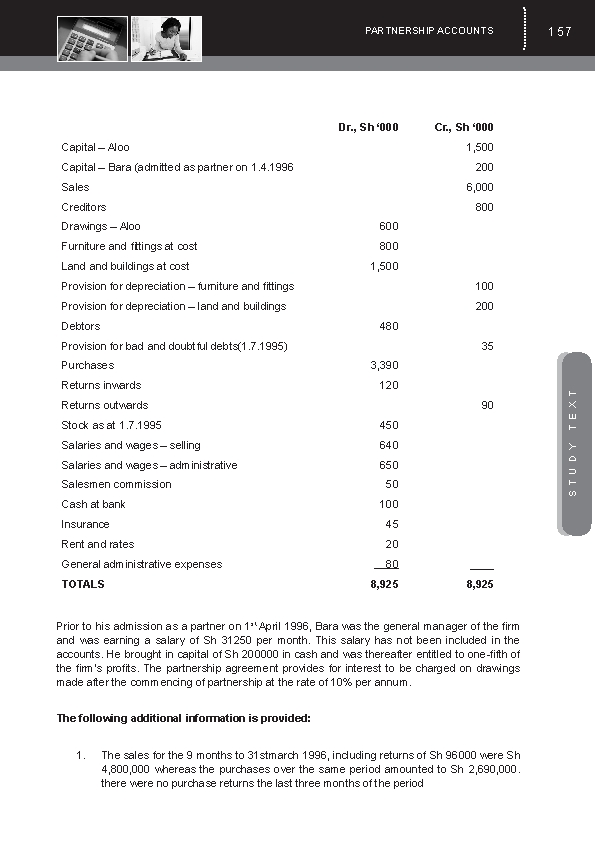 PARTNERSHIP ACCOUNTS 157
Dr., Sh ‘000 Cr., Sh ‘000
Capital – Aloo 1,500
Capital – Bara (admitted as partner on 1.4.1996 200
Sales 6,000
Creditors 800
Drawings – Aloo 600
Furniture and fittings at cost 800
Land and buildings at cost 1,500
Provision for depreciation – furniture and fittings 100
Provision for depreciation – land and buildings 200
Debtors 480
Provision for bad and doubtful debts(1.7.1995) 35
Purchases 3,390
Returns inwards 120
Returns outwards 90
Stock as at 1.7.1995 450
Salaries and wages – selling 640
Salaries and wages – administrative 650
Salesmen commission 50
Cash at bank 100
Insurance 45
Rent and rates 20
General administrative expenses 80
TOTALS 8,925 8,925
Prior to his admission as a partner on 1st April 1996, Bara was the general manager of the firm
and was earning a salary of Sh 31250 per month. This salary has not been included in the
accounts. He brought in capital of Sh 200000 in cash and was thereafter entitled to one-fifth of
the firm’s profits. The partnership agreement provides for interest to be charged on drawings
made after the commencing of partnership at the rate of 10% per annum.
The following additional information is provided:
1. The sales for the 9 months to 31stmarch 1996, including returns of Sh 96000 were Sh
4,800,000 whereas the purchases over the same period amounted to Sh 2,690,000.
there were no purchase returns the last three months of the period
STUDY TEXT